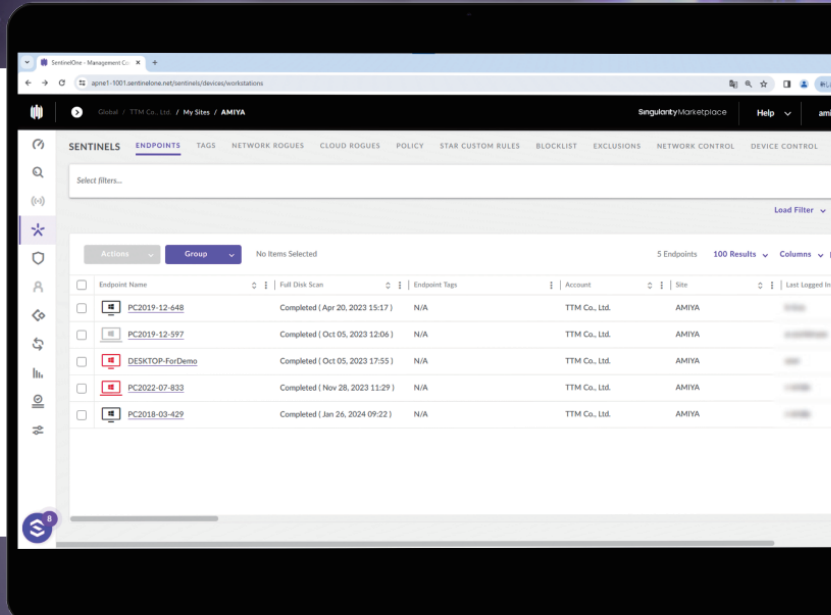 SentinelOne - Management Co
apne1-1001.sentinelone.net/sentinels/devices/workstations
Global / TTM Co., Ltd. / My Sites / AMIYA
Singularity Marketplace
Help
ami
SENTINELS
ENDPOINTS
TAGS
NETWORK ROGUES
CLOUD ROGUES
POLICY
STAR CUSTOM RULES
BLOCKLIST
EXCLUSIONS
NETWORK CONTROL
DEVICE CONTROL
Select filters...
Load Filter
Actions
Group
No Items Selected
5 Endpoints
100 Results
Columns
Endpoint Name
Full Disk Scan
Endpoint Tags
Account
Site
Last Logged In
PC2019-12-648 Completed ( Apr 20, 2023 15:17 ) N/A TTM Co., Ltd. AMIYA
PC2019-12-597 Completed ( Oct 05, 2023 12:06 ) N/A TTM Co., Ltd. AMIYA
DESKTOP-ForDemo Completed ( Oct 05, 2023 17:55 ) N/A TTM Co., Ltd. AMIYA
PC2022-07-833 Completed ( Nov 28, 2023 11:29 ) N/A TTM Co., Ltd. AMIYA
PC2018-03-429 Completed ( Jan 26, 2024 09:22 ) N/A TTM Co., Ltd. AMIYA
8